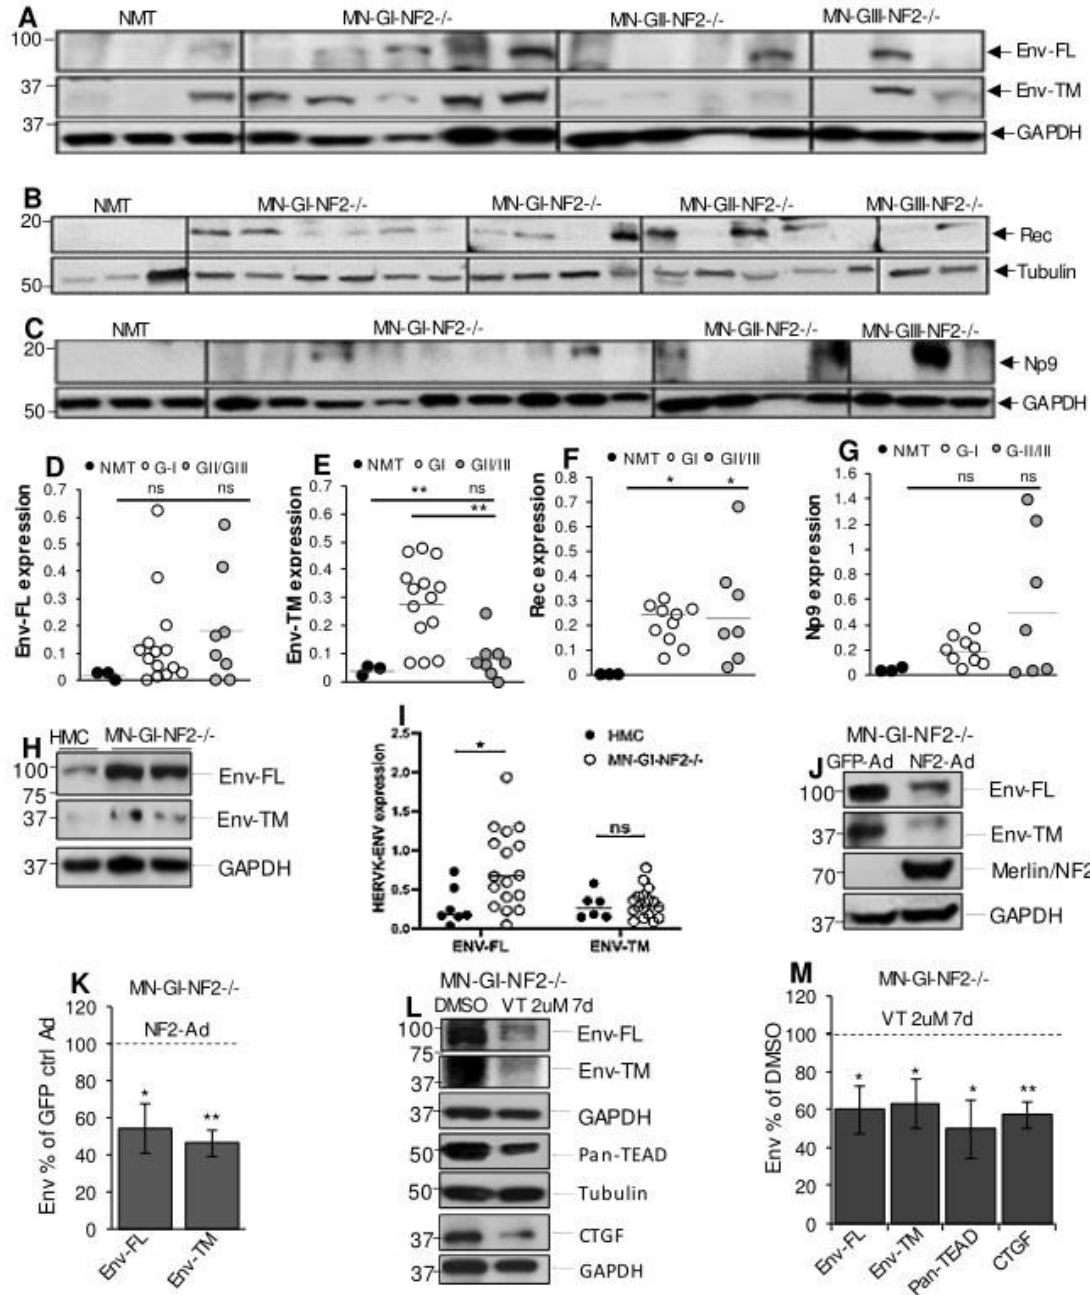 A
NMT MN-GI-NF2-/- MN-GII-NF2-/- MN-GIII-NF2-/-
100 Env-FL
37 Env-TM
37 GAPDH
B
NMT MN-GI-NF2-/- MN-GI-NF2-/- MN-GII-NF2-/- MN-GIII-NF2-/-
20 Rec
50 Tubulin
C
NMT MN-GI-NF2-/- MN-GII-NF2-/- MN-GIII-NF2-/-
20 Np9
50 GAPDH
D
NMT G-I GII/GIII
ns ns
Env-FL expression
0.7
0.6
0.5
0.4
0.3
0.2
0.1
0
E
NMT GI GII/III
** ns
**
Env-TM expression
0.7
0.6
0.5
0.4
0.3
0.2
0.1
0
F
NMT GI GII/III
* *
Rec expression
0.8
0.7
0.6
0.5
0.4
0.3
0.2
0.1
0
G
NMT G-I G-II/III
ns ns
Np9 expression
1.6
1.4
1.2
1
0.8
0.6
0.4
0.2
0
H
HMC MN-GI-NF2-/-
100 Env-FL
75
37 Env-TM
37 GAPDH
I
HMC
MN-GI-NF2-/-
* ns
HERVK-ENV expression
2.5
2.0
1.5
1.0
0.5
0.0
ENV-FL ENV-TM
J
MN-GI-NF2-/-
GFP-Ad NF2-Ad
100 Env-FL
37 Env-TM
70 Merlin/NF2
37 GAPDH
K
MN-GI-NF2-/-
NF2-Ad
Env % of GFP ctrl Ad
120
100
80
60
40
20
0
* **
Env-FL Env-TM
L
MN-GI-NF2-/-
DMSO VT 2uM 7d
100 Env-FL
75
37 Env-TM
37 GAPDH
50 Pan-TEAD
50 Tubulin
37 CTGF
37 GAPDH
M
MN-GI-NF2-/-
VT 2uM 7d
Env % of DMSO
120
100
80
60
40
20
0
* * * **
Env-FL Env-TM Pan-TEAD CTGF